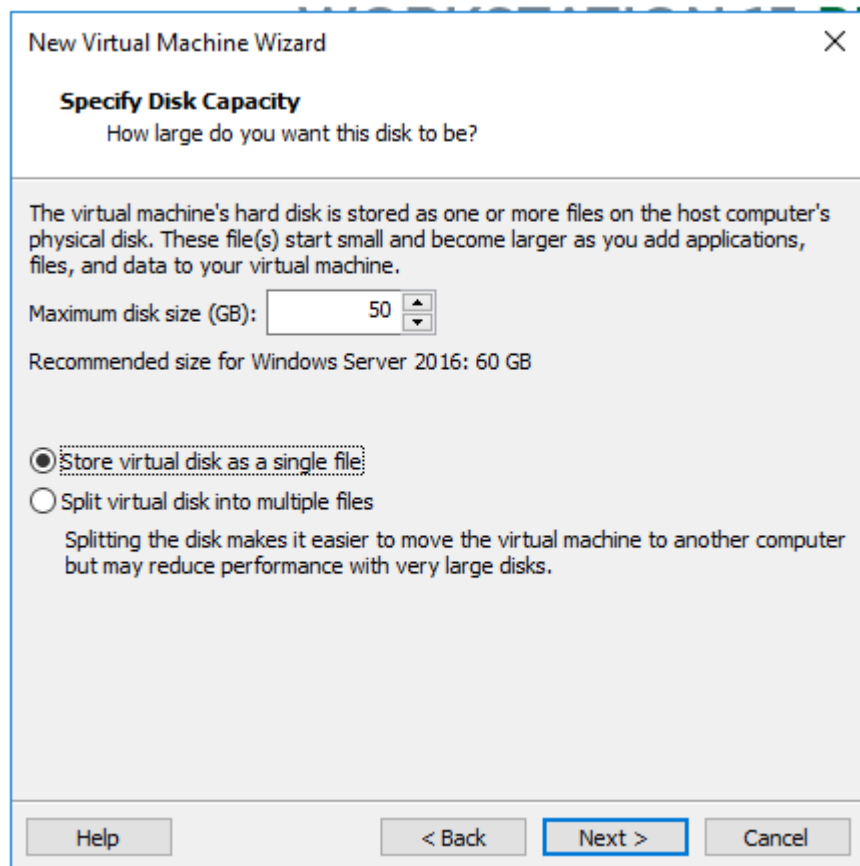 New Virtual Machine Wizard
Specify Disk Capacity
How large do you want this disk to be?
The virtual machine's hard disk is stored as one or more files on the host computer's
physical disk. These file(s) start small and become larger as you add applications,
files, and data to your virtual machine.
Maximum disk size (GB): 50
Recommended size for Windows Server 2016: 60 GB
Store virtual disk as a single file
Split virtual disk into multiple files
Splitting the disk makes it easier to move the virtual machine to another computer
but may reduce performance with very large disks.
Help < Back Next > Cancel